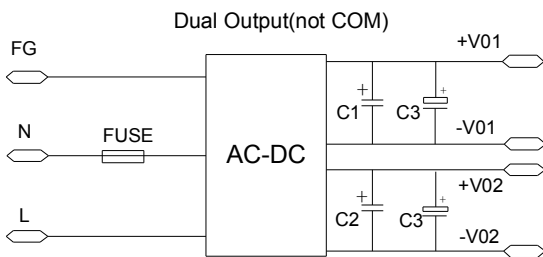 Dual Output(not COM)
FG
+V01
C1
C3
N
FUSE
AC-DC
-V01
+V02
L
C2
C3
-V02